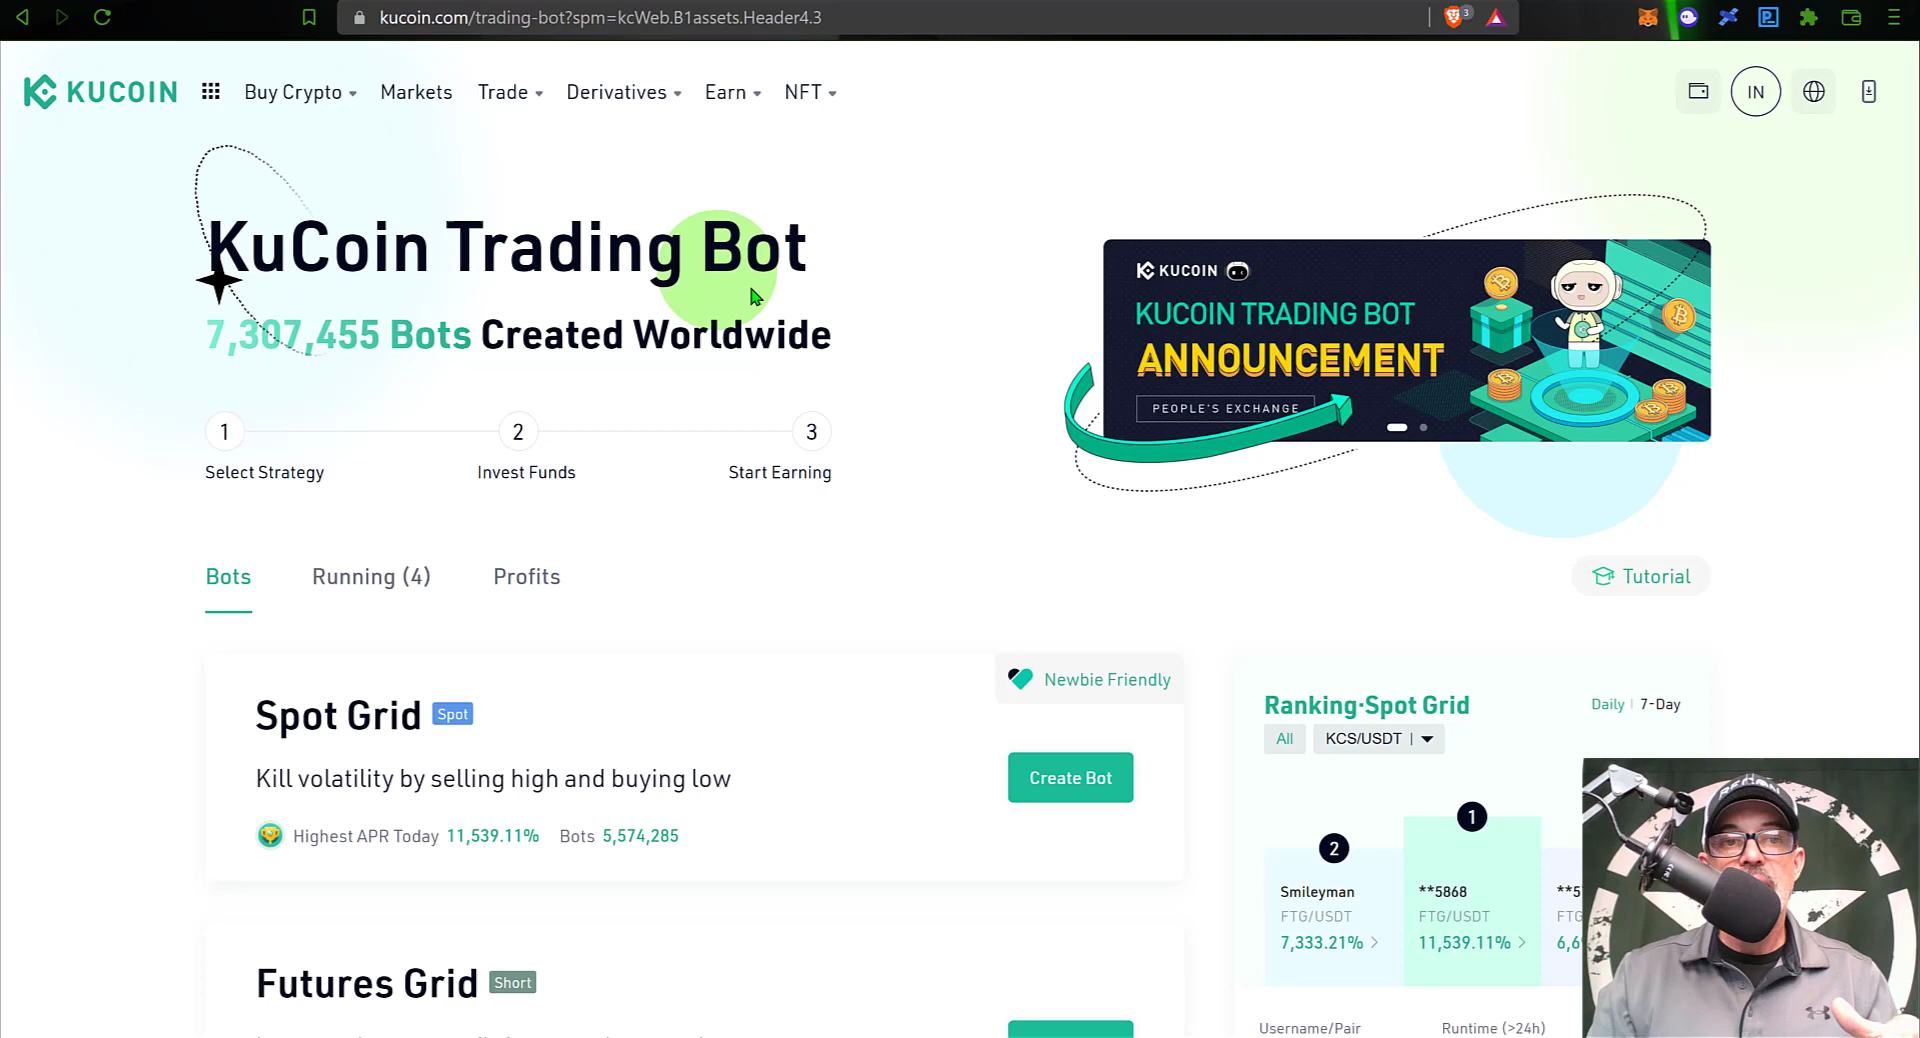 kucoin.com/trading-bot?spm=kcWeb.B1assets.Header4.3
3
KUCOIN Buy Crypto Markets Trade Derivatives Earn NFT IN
KuCoin Trading Bot
7,307,455 Bots Created Worldwide
1 2 3
Select Strategy Invest Funds Start Earning
KUCOIN
KUCOIN TRADING BOT
ANNOUNCEMENT
PEOPLE'S EXCHANGE
Bots Running (4) Profits Tutorial
Newbie Friendly
Spot Grid Spot
Kill volatility by selling high and buying low
Create Bot
Highest APR Today 11,539.11% Bots 5,574,285
Futures Grid Short
Ranking·Spot Grid Daily | 7-Day
All KCS/USDT |
2 1
Smileyman **5868
FTG/USDT FTG/USDT FTG
7,333.21% 11,539.11%
Username/Pair Runtime (>24h)